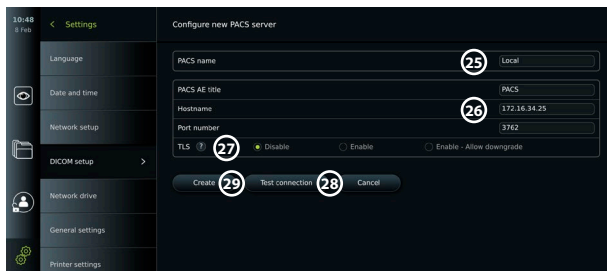 10:48
8 Feb
< Settings
Configure new PACS server
Language
Date and time
Network setup
DICOM setup >
Network drive
General settings
Printer settings
PACS name 25 Local
PACS AE title PACS
Hostname 26 172.16.34.25
Port number 3762
TLS ? 27 Disable Enable Enable - Allow downgrade
Create 29 Test connection 28 Cancel